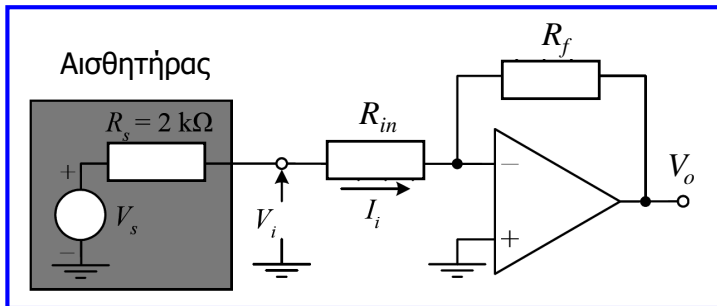 Αισθητήρας
R_s = 2 kΩ
+
V_s
−
V_i
R_in
I_i
R_f
−
+
V_o